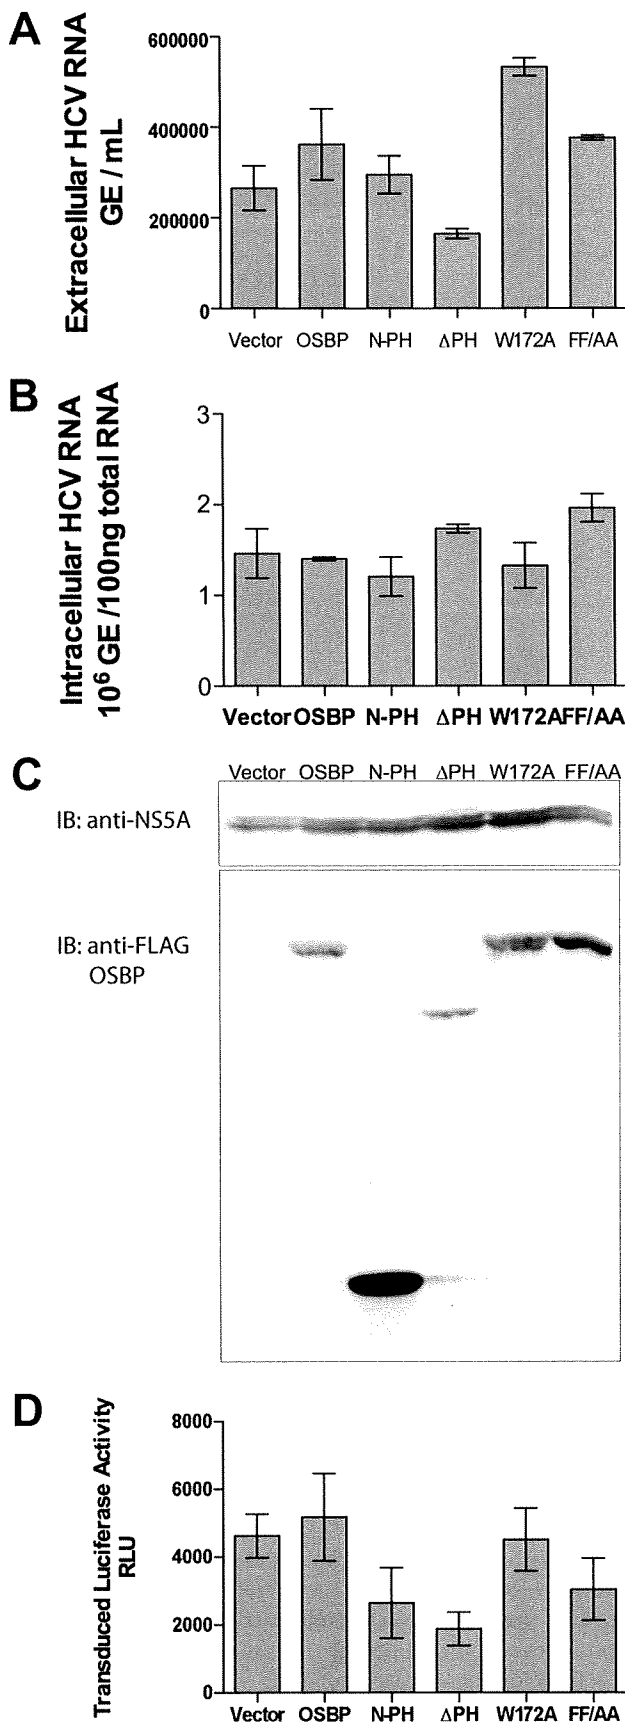 A
Extracellular HCV RNA
GE / mL
600000
400000
200000
0
Vector OSBP N-PH ΔPH W172A FF/AA
B
Intracellular HCV RNA
10⁶ GE /100ng total RNA
3
2
1
0
Vector OSBP N-PH ΔPH W172A FF/AA
C
Vector OSBP N-PH ΔPH W172A FF/AA
IB: anti-NS5A
IB: anti-FLAG
OSBP
D
Transduced Luciferase Activity
RLU
8000
6000
4000
2000
0
Vector OSBP N-PH ΔPH W172A FF/AA